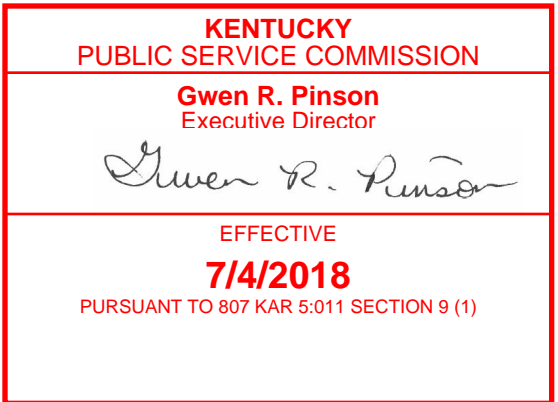 KENTUCKY
PUBLIC SERVICE COMMISSION
Gwen R. Pinson
Executive Director
Gwen R. Pinson
EFFECTIVE
7/4/2018
PURSUANT TO 807 KAR 5:011 SECTION 9 (1)